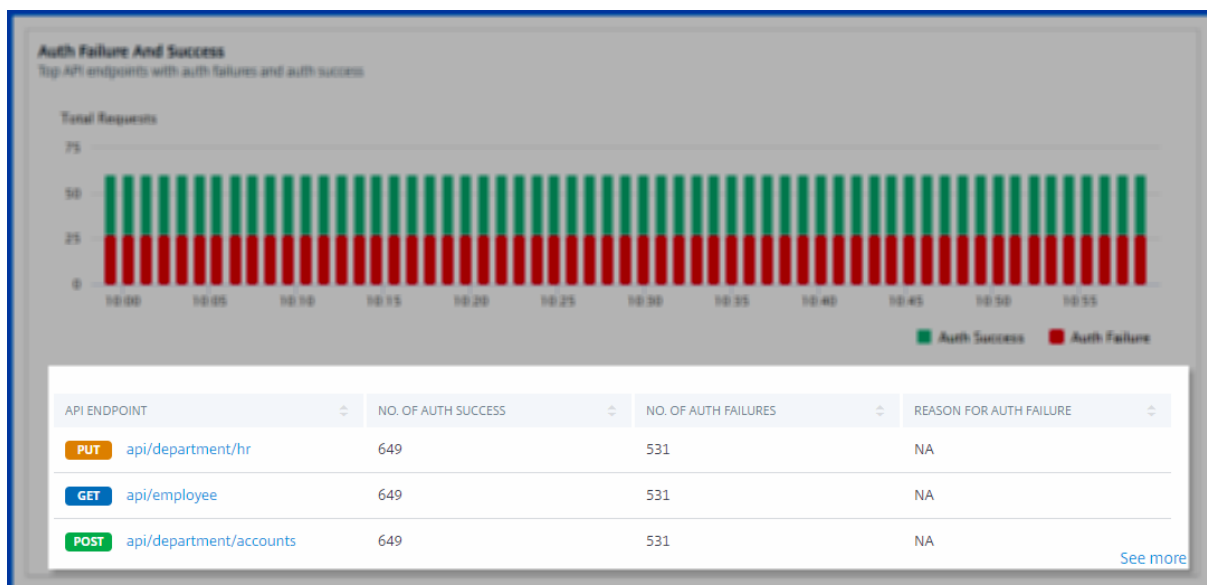 Auth Failure And Success
Top API endpoints with auth failures and auth success
Total Requests
75
50
25
0
10:00 10:05 10:10 10:15 10:20 10:25 10:30 10:35 10:40 10:45 10:50 10:55
Auth Success Auth Failure
API ENDPOINT NO. OF AUTH SUCCESS NO. OF AUTH FAILURES REASON FOR AUTH FAILURE
PUT api/department/hr 649 531 NA
GET api/employee 649 531 NA
POST api/department/accounts 649 531 NA
See more